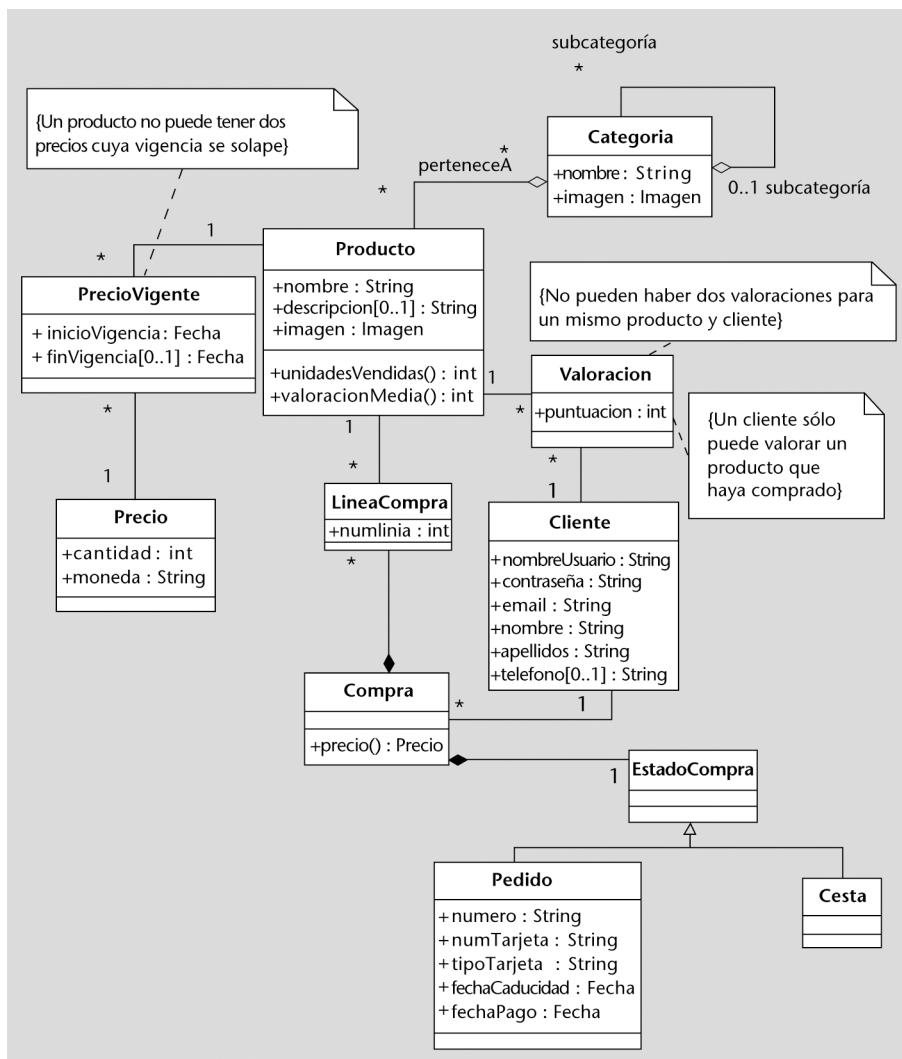 subcategoría
*
{Un producto no puede tener dos
precios cuya vigencia se solape}
Categoria
+nombre: String
+imagen : Imagen
0..1 subcategoría
*
perteneceA
*
1
*
Producto
+nombre : String
+descripcion[0..1] : String
+imagen : Imagen
+unidadesVendidas() : int
+valoracionMedia() : int
PrecioVigente
+ inicioVigencia: Fecha
+ finVigencia[0..1] : Fecha
{No pueden haber dos valoraciones para
un mismo producto y cliente}
Valoracion
+puntuacion : int
1
*
{Un cliente sólo
puede valorar un
producto que
haya comprado}
*
1
1
*
*
1
Precio
+cantidad : int
+moneda : String
LineaCompra
+numlinia : int
*
Cliente
+nombreUsuario : String
+contraseña : String
+email : String
+nombre : String
+apellidos : String
+telefono[0..1] : String
Compra
+precio() : Precio
*
1
1
EstadoCompra
Pedido
+numero : String
+numTarjeta : String
+tipoTarjeta : String
+fechaCaducidad : Fecha
+fechaPago : Fecha
Cesta